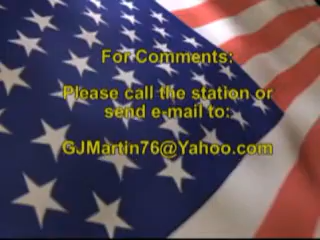 For Comments:
Please call the station or
send e-mail to:
GJMartin76@Yahoo.com